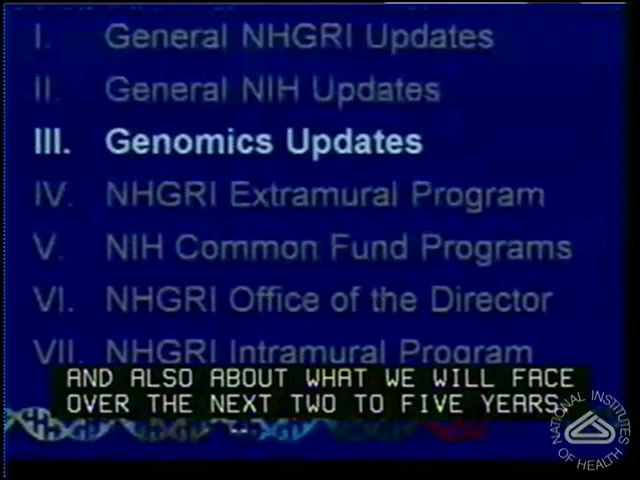 I. General NHGRI Updates
II. General NIH Updates
III. Genomics Updates
IV. NHGRI Extramural Program
V. NIH Common Fund Programs
VI. NHGRI Office of the Director
VII. NHGRI Intramural Program
AND ALSO ABOUT WHAT WE WILL FACE
OVER THE NEXT TWO TO FIVE YEARS.
NATIONAL INSTITUTES
OF HEALTH